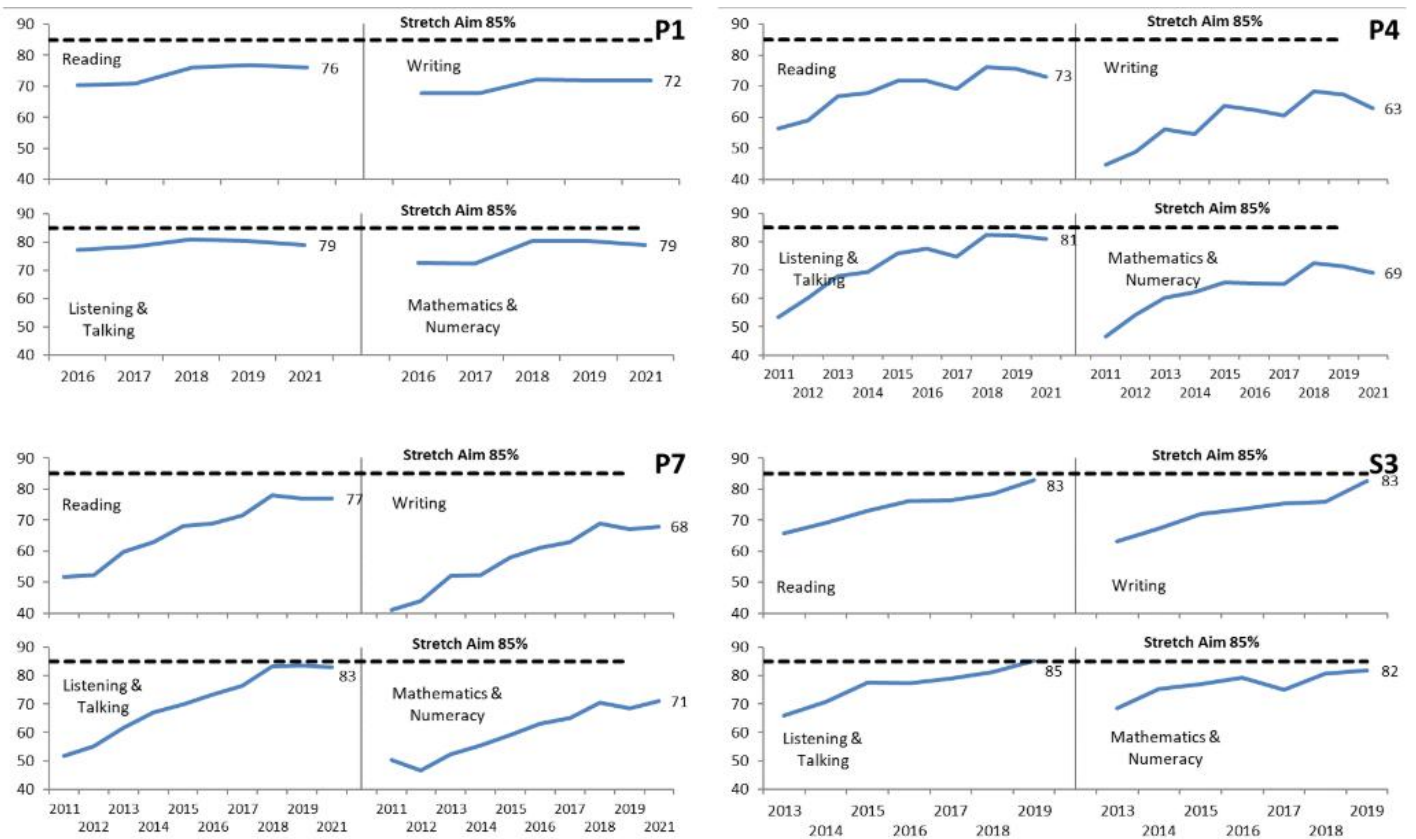 Stretch Aim 85%
P1
90
80
70
60
50
40
Reading
76
Writing
72
Stretch Aim 85%
90
80
70
60
50
40
Listening &
Talking
79
Mathematics &
Numeracy
79
2016 2017 2018 2019 2021 2016 2017 2018 2019 2021
Stretch Aim 85%
P4
90
80
70
60
50
40
Reading
73
Writing
63
Stretch Aim 85%
90
80
70
60
50
40
Listening &
Talking
81
Mathematics &
Numeracy
69
2011 2013 2015 2017 2019 2011 2013 2015 2017 2019
2012 2014 2016 2018 2021 2012 2014 2016 2018 2021
Stretch Aim 85%
P7
90
80
70
60
50
40
Reading
77
Writing
68
Stretch Aim 85%
90
80
70
60
50
40
Listening &
Talking
83
Mathematics &
Numeracy
71
2011 2013 2015 2017 2019 2011 2013 2015 2017 2019
2012 2014 2016 2018 2021 2012 2014 2016 2018 2021
Stretch Aim 85%
S3
90
80
70
60
50
40
Reading
83
Writing
83
Stretch Aim 85%
90
80
70
60
50
40
Listening &
Talking
85
Mathematics &
Numeracy
82
2013 2015 2017 2019 2013 2015 2017 2019
2014 2016 2018 2014 2016 2018